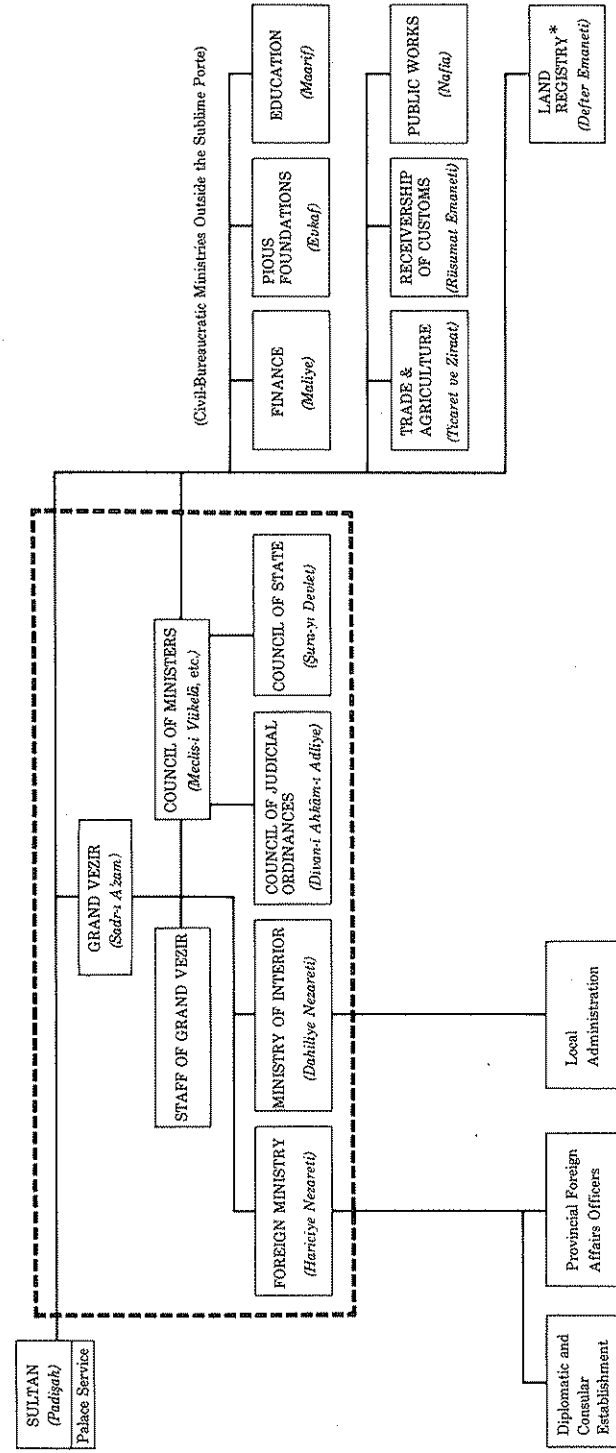 SULTAN
(Padişah)
Palace Service
GRAND VEZIR
(Sadr-ı A'zam)
STAFF OF GRAND VEZIR
COUNCIL OF MINISTERS
(Meclis-i Vükelâ, etc.)
FOREIGN MINISTRY
(Hariciye Nezareti)
MINISTRY OF INTERIOR
(Dahiliye Nezareti)
COUNCIL OF JUDICIAL
ORDINANCES
(Divan-i Ahkâm-ı Adliye)
COUNCIL OF STATE
(Şura-yı Devlet)
(Civil-Bureaucratic Ministries Outside the Sublime Porte)
FINANCE
(Maliye)
PIOUS
FOUNDATIONS
(Evkaf)
EDUCATION
(Maarif)
TRADE &
AGRICULTURE
(Ticaret ve Ziraat)
RECEIVERSHIP
OF CUSTOMS
(Rüsumat Emaneti)
PUBLIC WORKS
(Nafia)
LAND
REGISTRY*
(Defter Emaneti)
Diplomatic and
Consular
Establishment
Provincial Foreign
Affairs Officers
Local
Administration